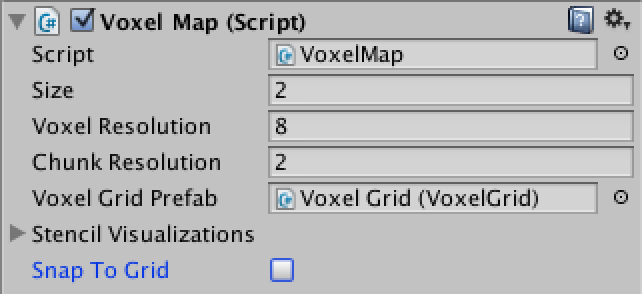 Voxel Map (Script)
Script VoxelMap
Size 2
Voxel Resolution 8
Chunk Resolution 2
Voxel Grid Prefab Voxel Grid (VoxelGrid)
Stencil Visualizations
Snap To Grid